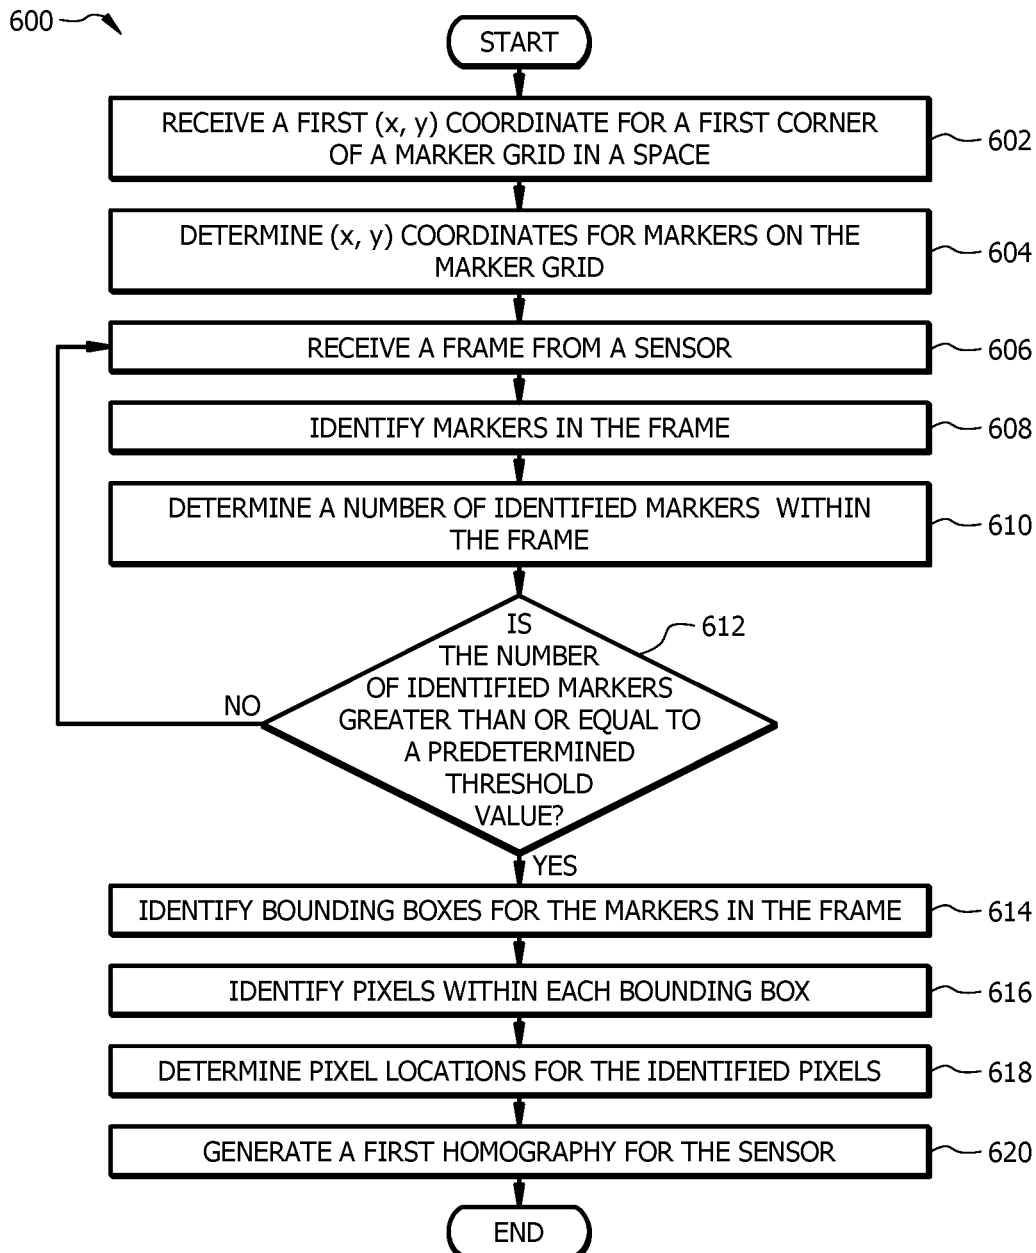 600
START
RECEIVE A FIRST (x, y) COORDINATE FOR A FIRST CORNER
OF A MARKER GRID IN A SPACE
602
DETERMINE (x, y) COORDINATES FOR MARKERS ON THE
MARKER GRID
604
RECEIVE A FRAME FROM A SENSOR
606
IDENTIFY MARKERS IN THE FRAME
608
DETERMINE A NUMBER OF IDENTIFIED MARKERS WITHIN
THE FRAME
610
IS
THE NUMBER
OF IDENTIFIED MARKERS
GREATER THAN OR EQUAL TO
A PREDETERMINED
THRESHOLD
VALUE?
612
NO
YES
IDENTIFY BOUNDING BOXES FOR THE MARKERS IN THE FRAME
614
IDENTIFY PIXELS WITHIN EACH BOUNDING BOX
616
DETERMINE PIXEL LOCATIONS FOR THE IDENTIFIED PIXELS
618
GENERATE A FIRST HOMOGRAPHY FOR THE SENSOR
620
END